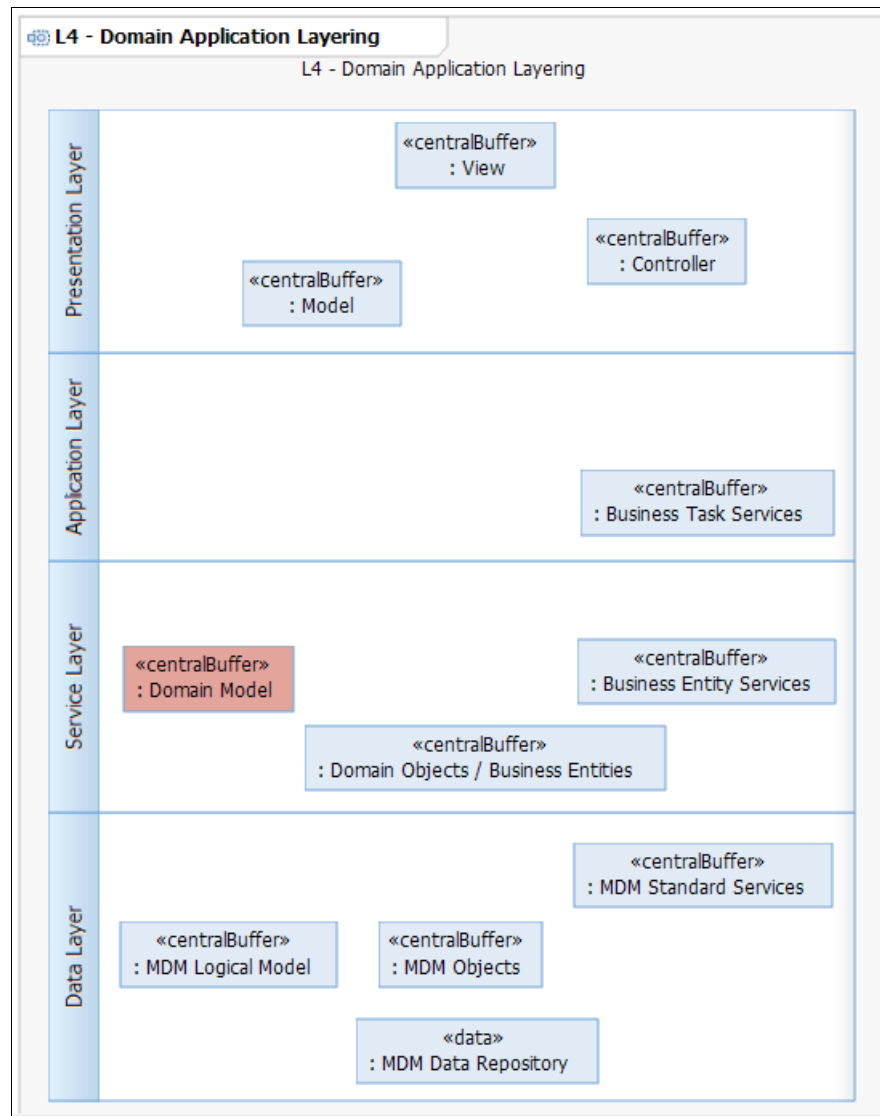 L4 - Domain Application Layering
L4 - Domain Application Layering
Presentation Layer
«centralBuffer»
: View
«centralBuffer»
: Controller
«centralBuffer»
: Model
Application Layer
«centralBuffer»
: Business Task Services
Service Layer
«centralBuffer»
: Domain Model
«centralBuffer»
: Business Entity Services
«centralBuffer»
: Domain Objects / Business Entities
Data Layer
«centralBuffer»
: MDM Standard Services
«centralBuffer»
: MDM Logical Model
«centralBuffer»
: MDM Objects
«data»
: MDM Data Repository